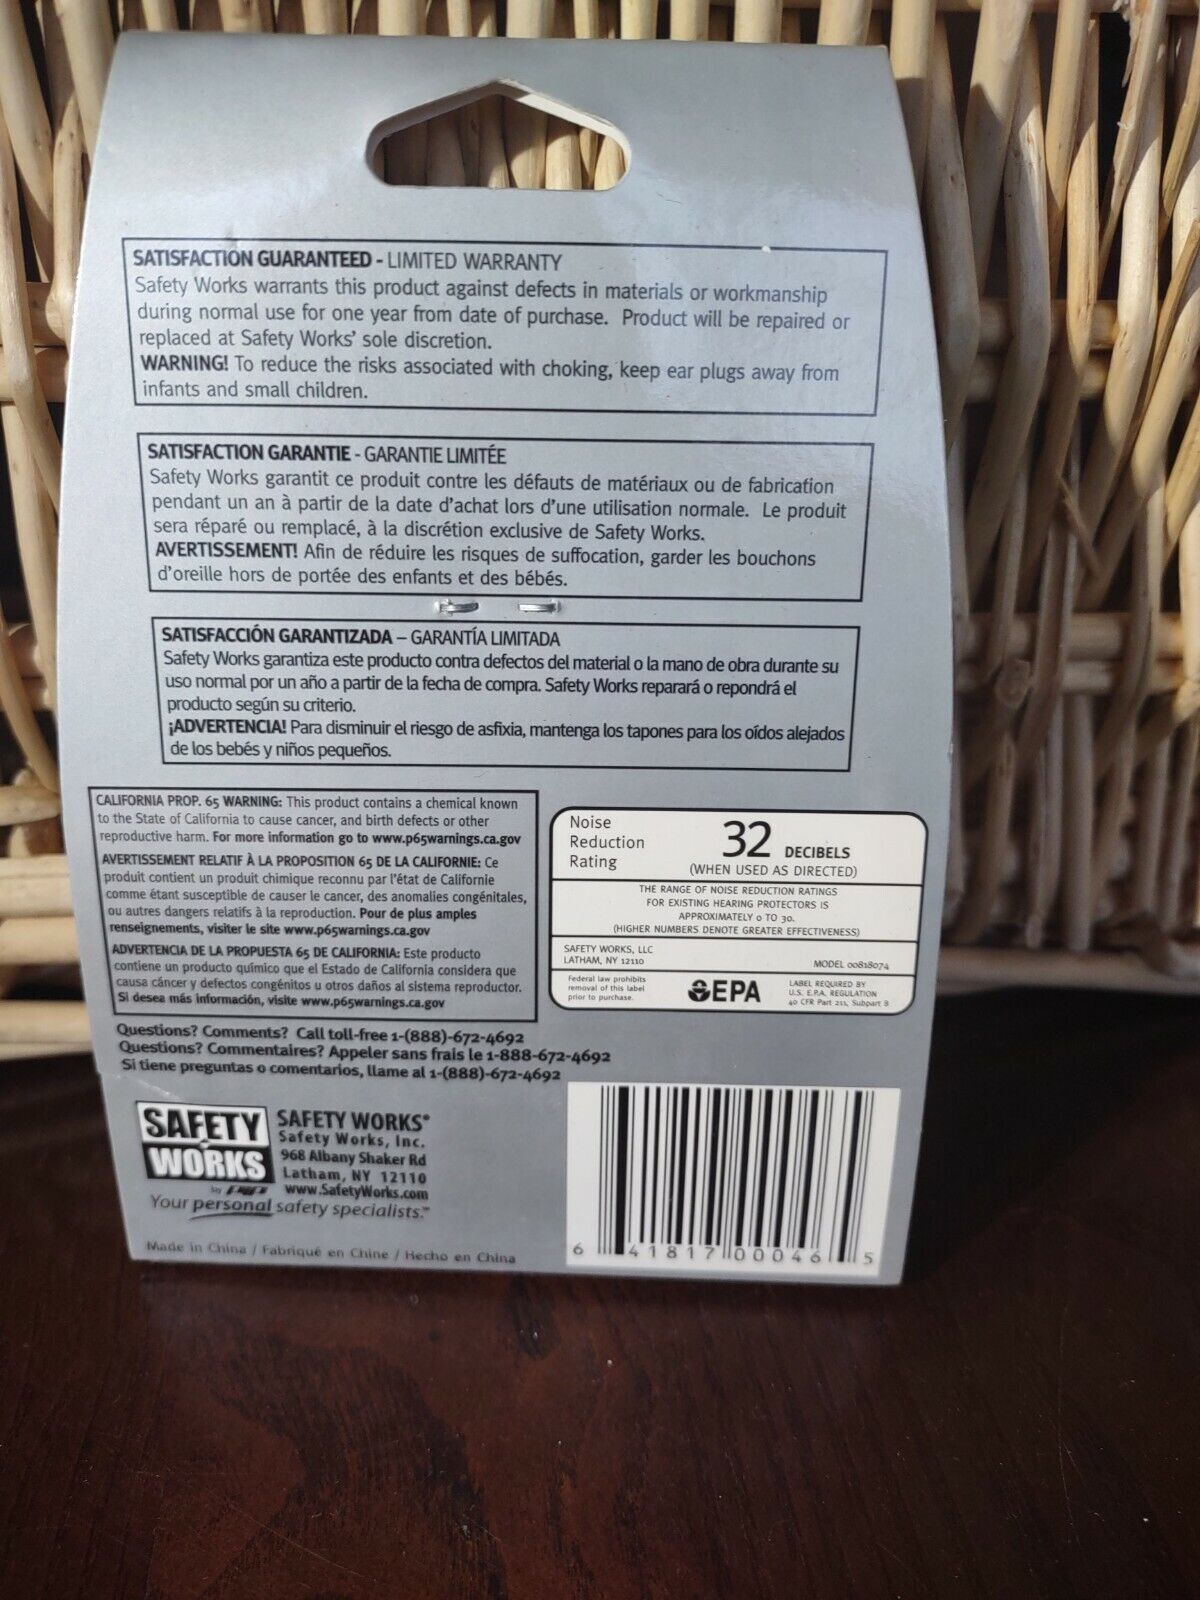 SATISFACTION GUARANTEED - LIMITED WARRANTY
Safety Works warrants this product against defects in materials or workmanship
during normal use for one year from date of purchase. Product will be repaired or
replaced at Safety Works' sole discretion.
WARNING! To reduce the risks associated with choking, keep ear plugs away from
infants and small children.
SATISFACTION GARANTIE - GARANTIE LIMITÉE
Safety Works garantit ce produit contre les défauts de matériaux ou de fabrication
pendant un an à partir de la date d'achat lors d'une utilisation normale. Le produit
sera réparé ou remplacé, à la discrétion exclusive de Safety Works.
AVERTISSEMENT! Afin de réduire les risques de suffocation, garder les bouchons
d'oreille hors de portée des enfants et des bébés.
SATISFACCIÓN GARANTIZADA – GARANTÍA LIMITADA
Safety Works garantiza este producto contra defectos del material o la mano de obra durante su
uso normal por un año a partir de la fecha de compra. Safety Works reparará o repondrá el
producto según su criterio.
¡ADVERTENCIA! Para disminuir el riesgo de asfixia, mantenga los tapones para los oídos alejados
de los bebés y niños pequeños.
CALIFORNIA PROP. 65 WARNING: This product contains a chemical known
to the State of California to cause cancer, and birth defects or other
reproductive harm. For more information go to www.p65warnings.ca.gov
AVERTISSEMENT RELATIF À LA PROPOSITION 65 DE LA CALIFORNIE: Ce
produit contient un produit chimique reconnu par l'état de Californie
comme étant susceptible de causer le cancer, des anomalies congénitales,
ou autres dangers relatifs à la reproduction. Pour de plus amples
renseignements, visiter le site www.p65warnings.ca.gov
ADVERTENCIA DE LA PROPUESTA 65 DE CALIFORNIA: Este producto
contiene un producto químico que el Estado de California considera que
causa cáncer y defectos congénitos u otros daños al sistema reproductor.
Si desea más información, visite www.p65warnings.ca.gov
Noise
Reduction
Rating
32 DECIBELS
(WHEN USED AS DIRECTED)
THE RANGE OF NOISE REDUCTION RATINGS
FOR EXISTING HEARING PROTECTORS IS
APPROXIMATELY 0 TO 30.
(HIGHER NUMBERS DENOTE GREATER EFFECTIVENESS)
SAFETY WORKS, LLC
LATHAM, NY 12110
MODEL 00818074
Federal law prohibits
removal of this label
prior to purchase.
EPA
LABEL REQUIRED BY
U.S. E.P.A. REGULATION
40 CFR Part 211, Subpart B
Questions? Comments? Call toll-free 1-(888)-672-4692
Questions? Commentaires? Appeler sans frais le 1-888-672-4692
Si tiene preguntas o comentarios, llame al 1-(888)-672-4692
SAFETY
WORKS
by
SAFETY WORKS®
Safety Works, Inc.
968 Albany Shaker Rd
Latham, NY 12110
www.SafetyWorks.com
Your personal safety specialists.™
Made in China / Fabriqué en Chine / Hecho en China
6 41817 00046 5